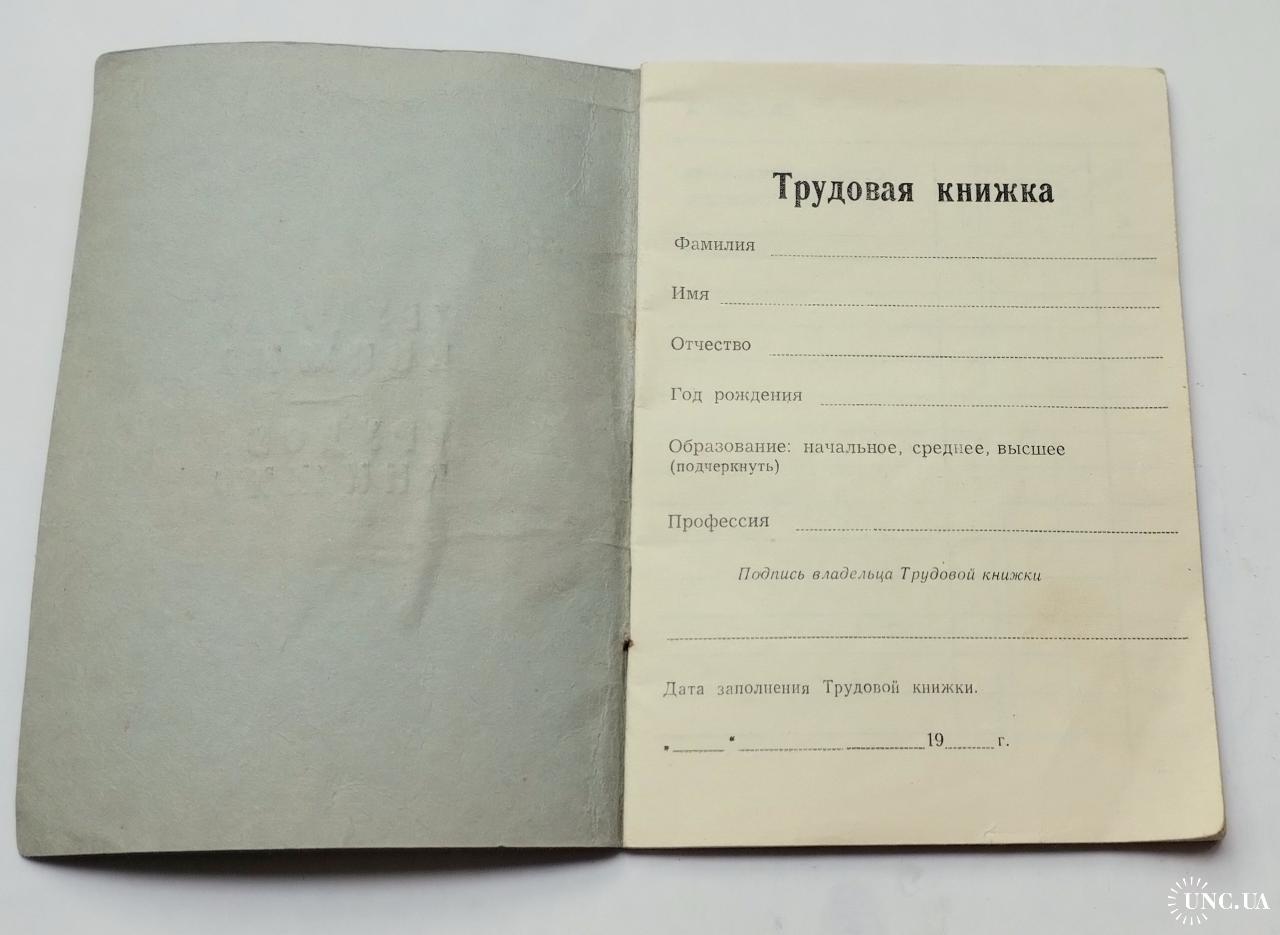 Трудовая книжка
Фамилия
Имя
Отчество
Год рождения
Образование: начальное, среднее, высшее
(подчеркнуть)
Профессия
Подпись владельца Трудовой книжки
Дата заполнения Трудовой книжки.
„ “ 19 г.
UNC.UA